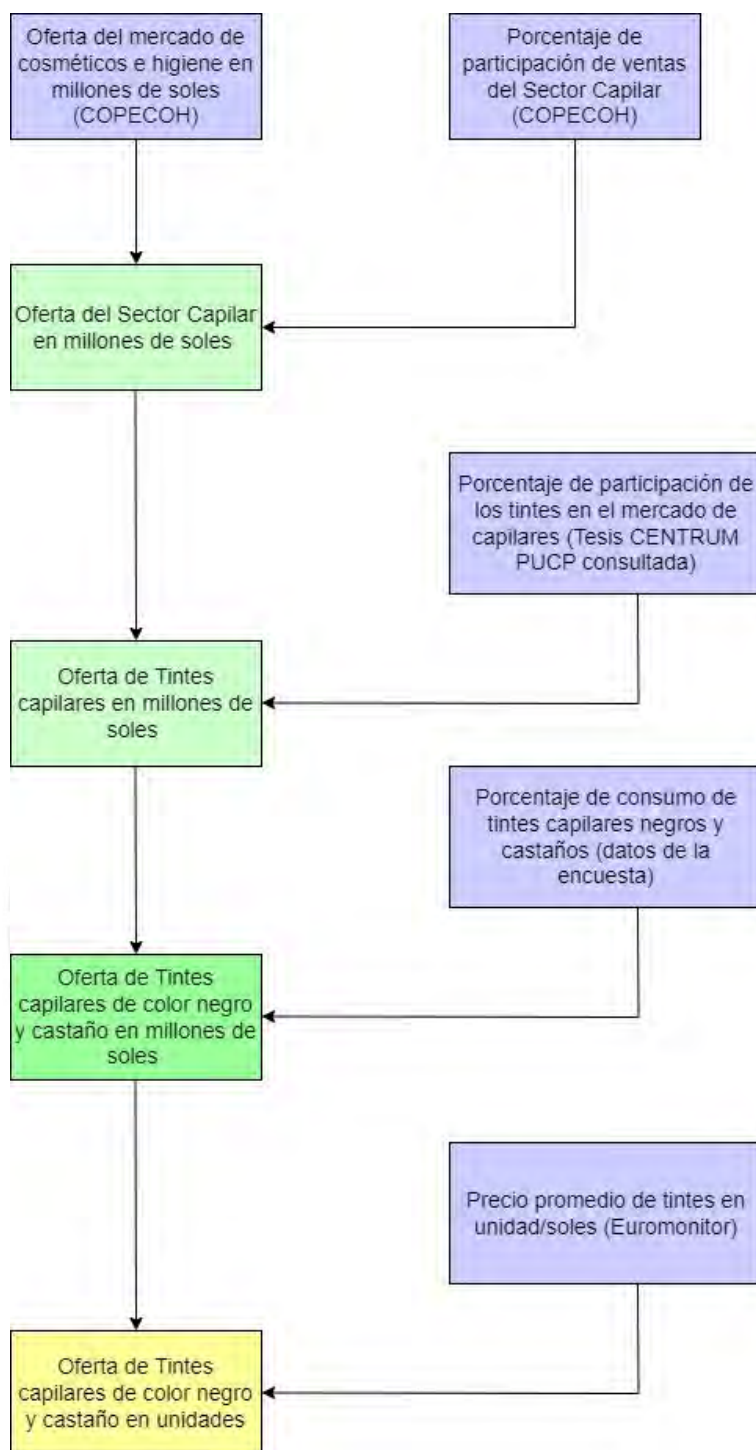 Oferta del mercado de
cosméticos e higiene en
millones de soles
(COPECOH)
Porcentaje de
participación de ventas
del Sector Capilar
(COPECOH)
Oferta del Sector Capilar
en millones de soles
Porcentaje de participación de
los tintes en el mercado de
capilares (Tesis CENTRUM
PUCP consultada)
Oferta de Tintes
capilares en millones de
soles
Porcentaje de consumo de
tintes capilares negros y
castaños (datos de la
encuesta)
Oferta de Tintes
capilares de color negro
y castaño en millones de
soles
Precio promedio de tintes en
unidad/soles (Euromonitor)
Oferta de Tintes
capilares de color negro
y castaño en unidades